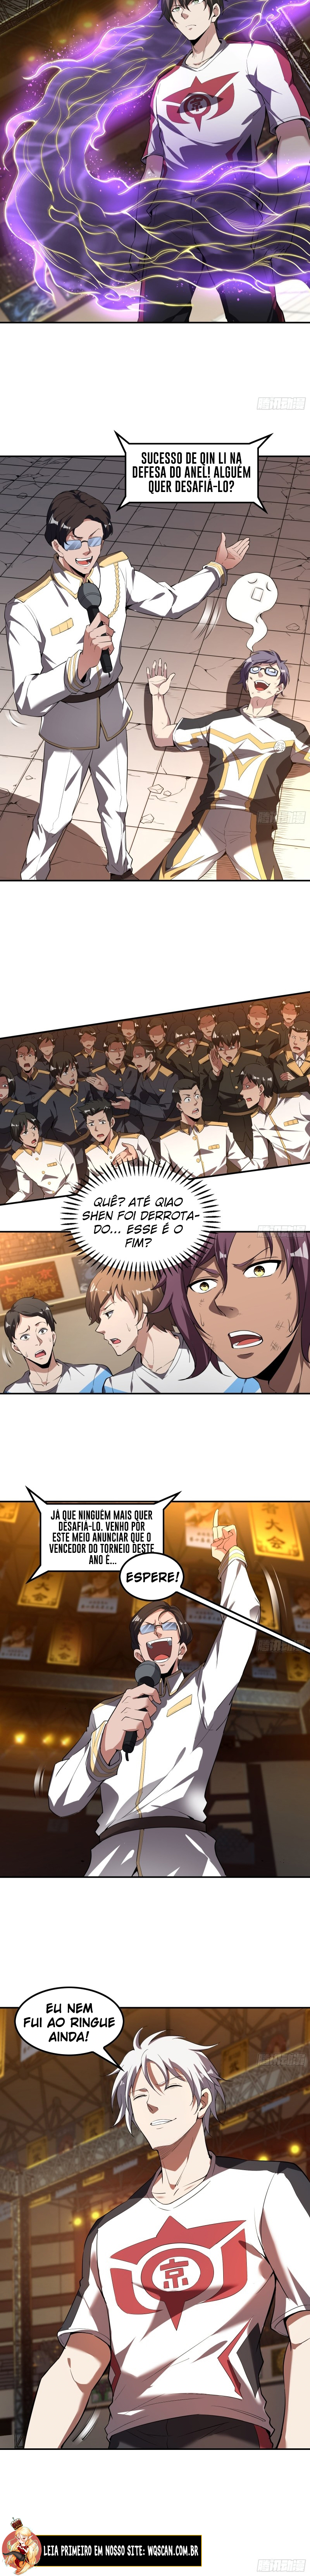 SUCESSO DE QIN LI NA
DEFESA DO ANEL! ALGUÉM
QUER DESAFIÁ-LO?
QUÊ? ATÉ QIAO
SHEN FOI DERROTA-
DO... ESSE É O
FIM?
JÁ QUE NINGUÉM MAIS QUER
DESAFIÁ-LO. VENHO POR
ESTE MEIO ANUNCIAR QUE O
VENCEDOR DO TORNEIO DESTE
ANO É...
ESPERE!
EU NEM
FUI AO RINGUE
AINDA!
京
LEIA PRIMEIRO EM NOSSO SITE: WQSCAN.COM.BR